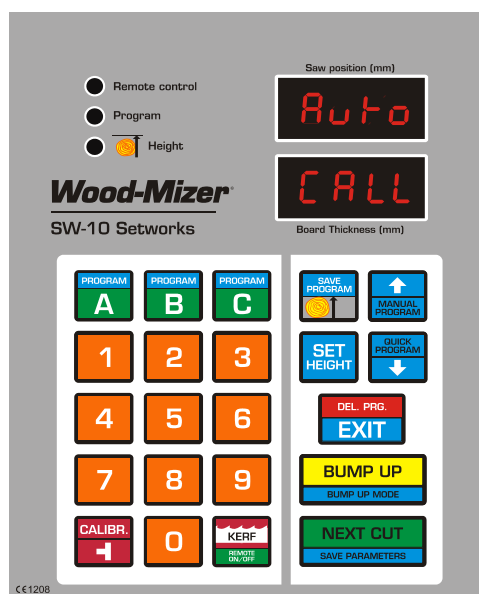 Saw position (mm)
Remote control
Program
Height
Auto
CALL
Wood-Mizer®
SW-10 Setworks
Board Thickness (mm)
PROGRAM
A
PROGRAM
B
PROGRAM
C
SAVE
PROGRAM
MANUAL
PROGRAM
1
2
3
SET
HEIGHT
QUICK
PROGRAM
4
5
6
DEL. PRG.
EXIT
7
8
9
BUMP UP
BUMP UP MODE
CALIBR.
0
KERF
REMOTE
ON/OFF
NEXT CUT
SAVE PARAMETERS
C€1208